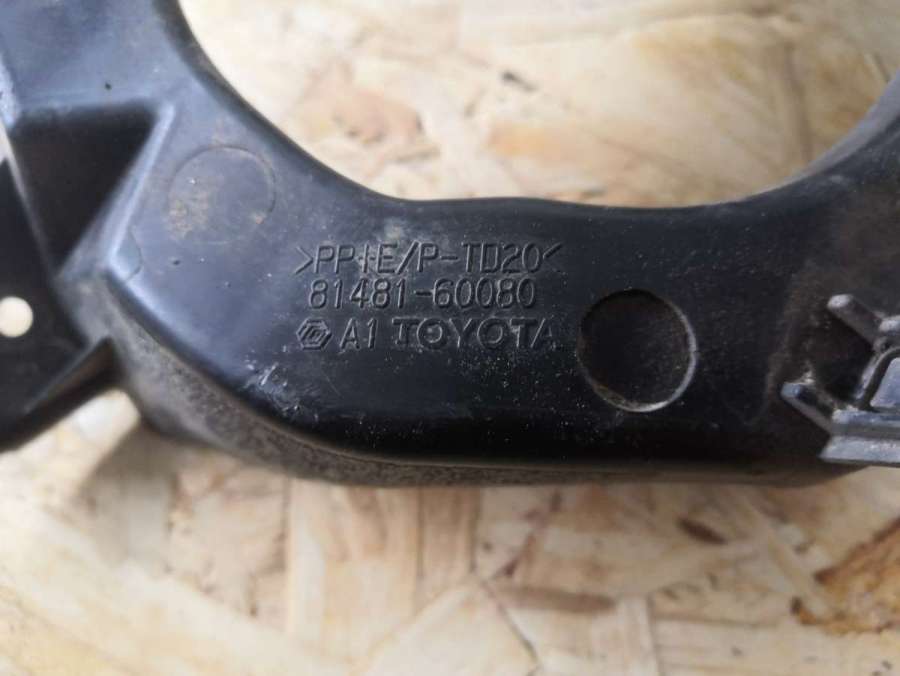 >PP+E/P-TD20<
81481-60080
A1 TOYOTA